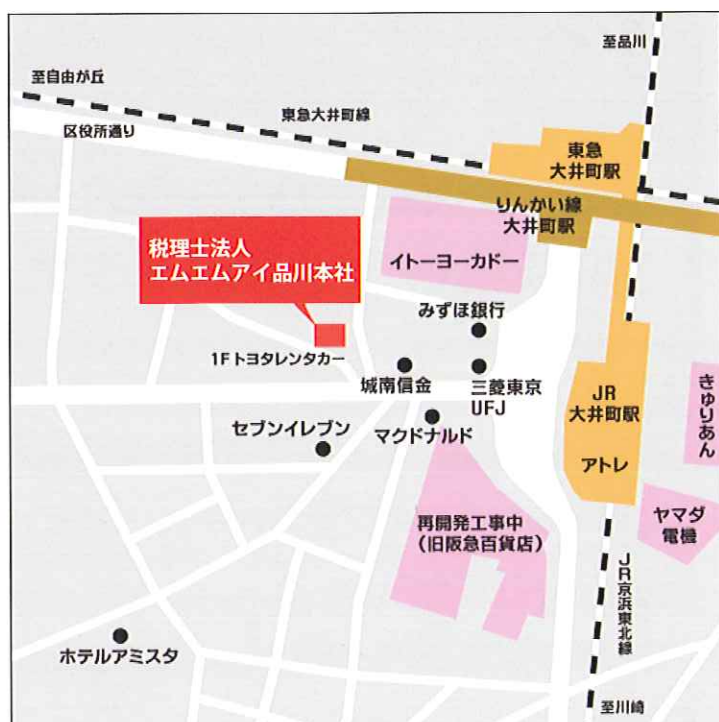 至品川
至自由が丘
東急大井町線
区役所通り
東急
大井町駅
りんかい線
大井町駅
税理士法人
エムエムアイ品川本社
イトーヨーカドー
みずほ銀行
1F トヨタレンタカー
城南信金
三菱東京
UFJ
JR
大井町駅
アトレ
きゅりあん
セブンイレブン
マクドナルド
再開発工事中
(旧阪急百貨店)
ヤマダ
電機
JR京浜東北線
ホテルアミスタ
至川崎